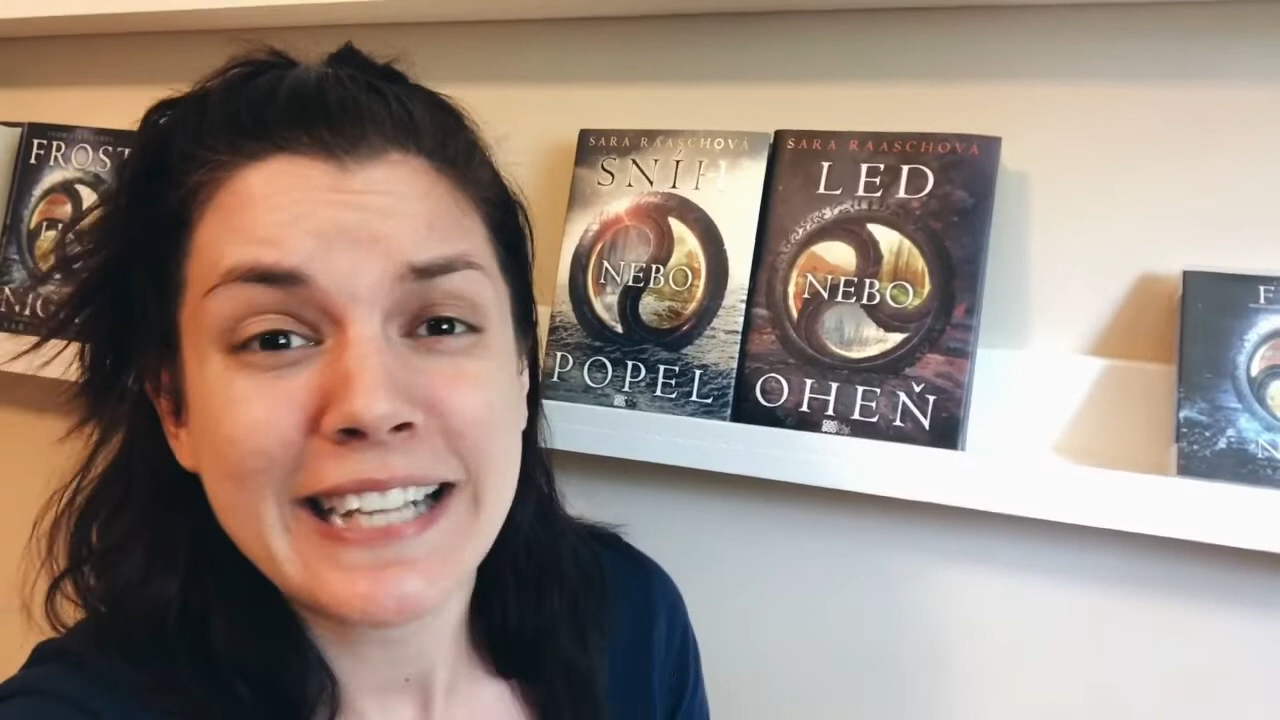 FROST
SARA RAASCHOVÁ
SNÍH
NEBO
POPEL
SARA RAASCHOVÁ
LED
NEBO
OHEŇ